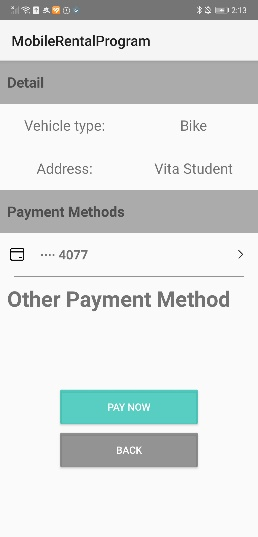 2:13
MobileRentalProgram
Detail
Vehicle type: Bike
Address: Vita Student
Payment Methods
···· 4077
Other Payment Method
PAY NOW
BACK